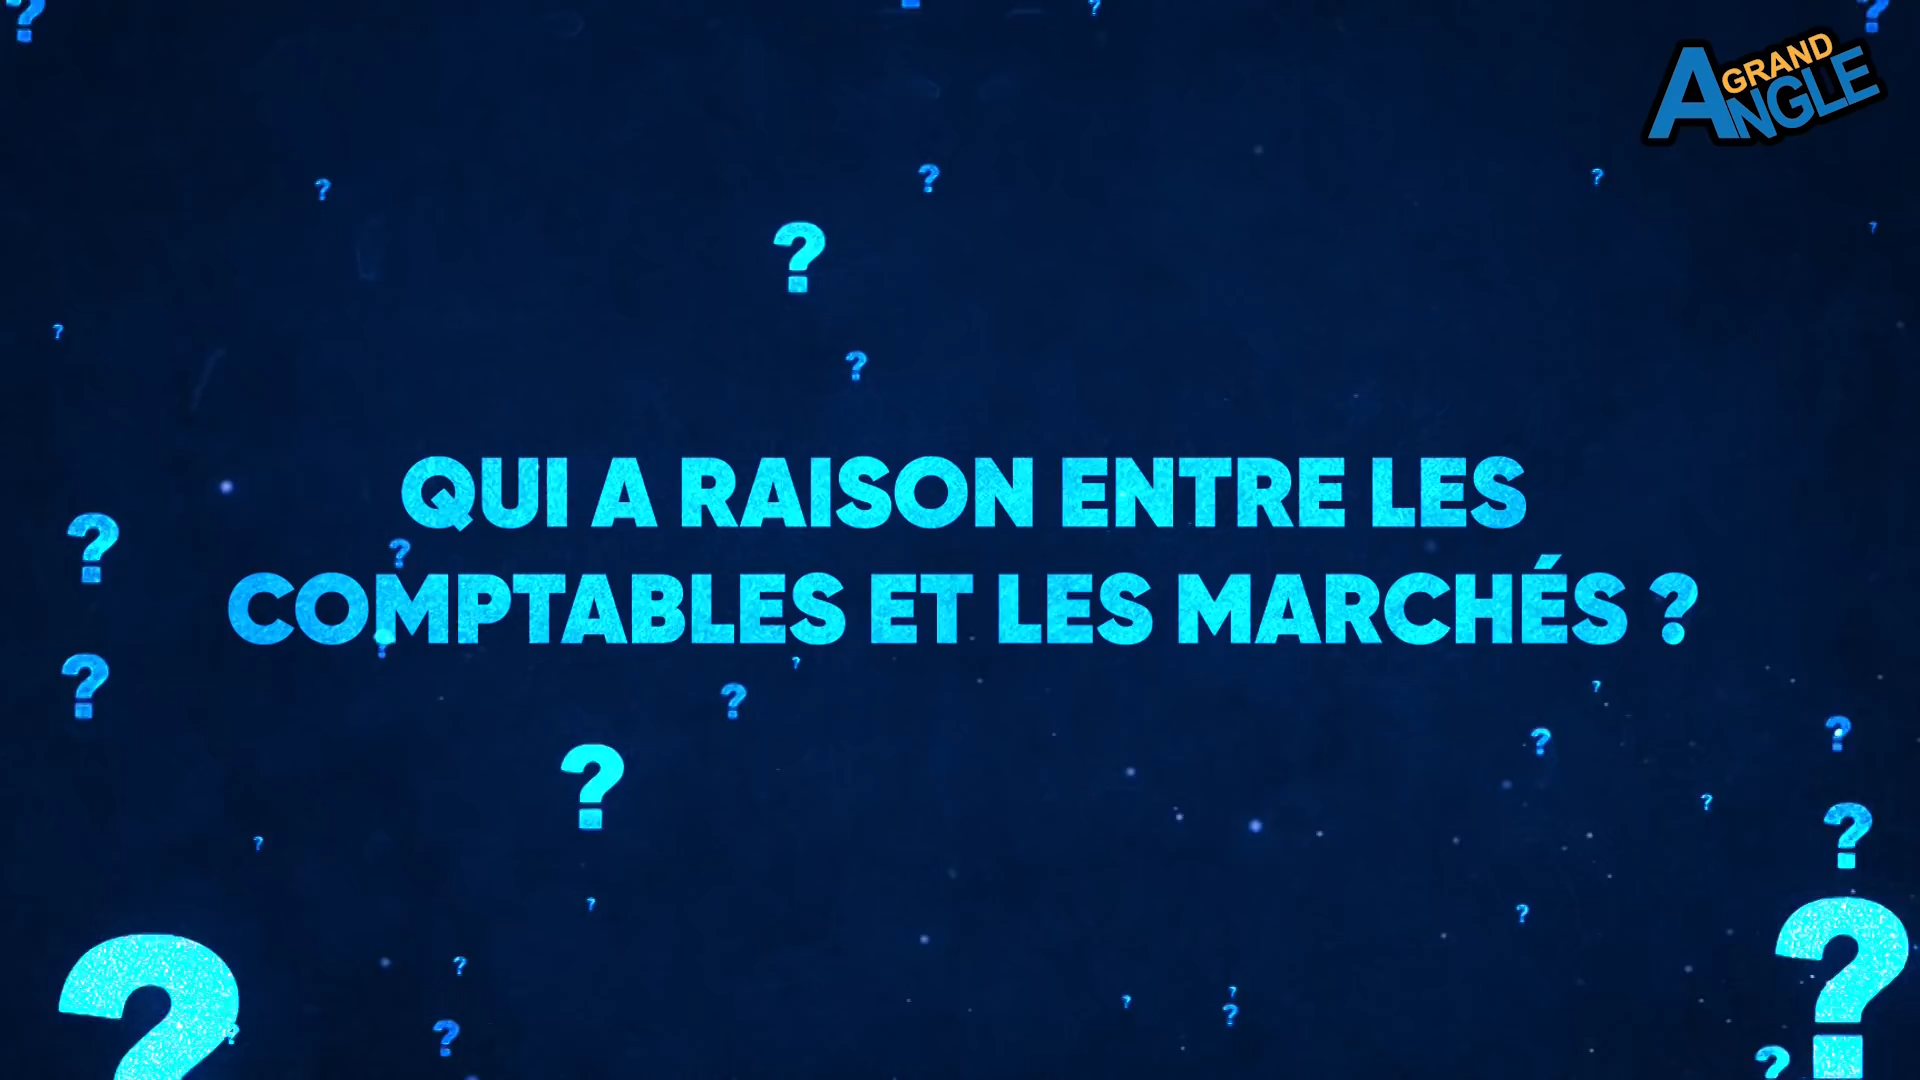 GRAND
ANGLE
QUI A RAISON ENTRE LES
COMPTABLES ET LES MARCHÉS ?